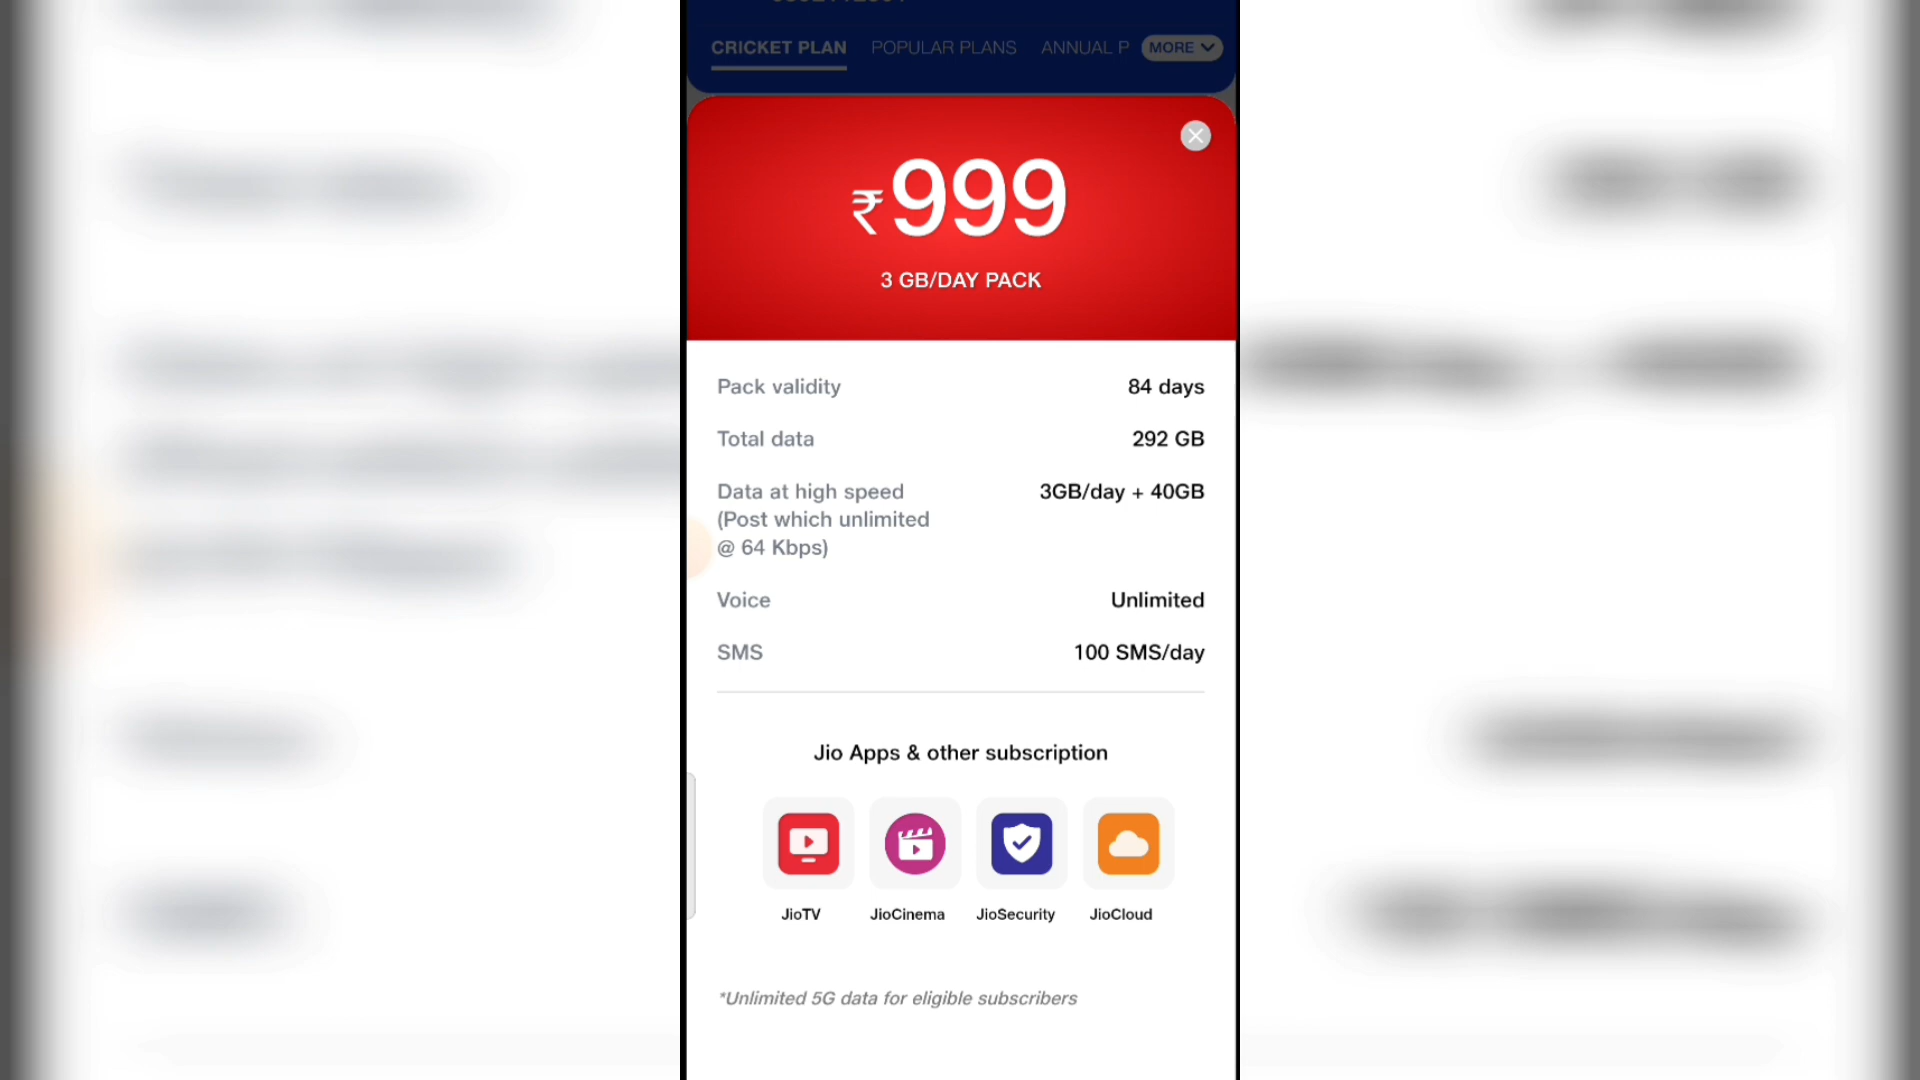 CRICKET PLAN POPULAR PLANS ANNUAL P MORE
₹999
3 GB/DAY PACK
Pack validity 84 days
Total data 292 GB
Data at high speed 3GB/day + 40GB
(Post which unlimited
@ 64 Kbps)
Voice Unlimited
SMS 100 SMS/day
Jio Apps & other subscription
JioTV JioCinema JioSecurity JioCloud
*Unlimited 5G data for eligible subscribers